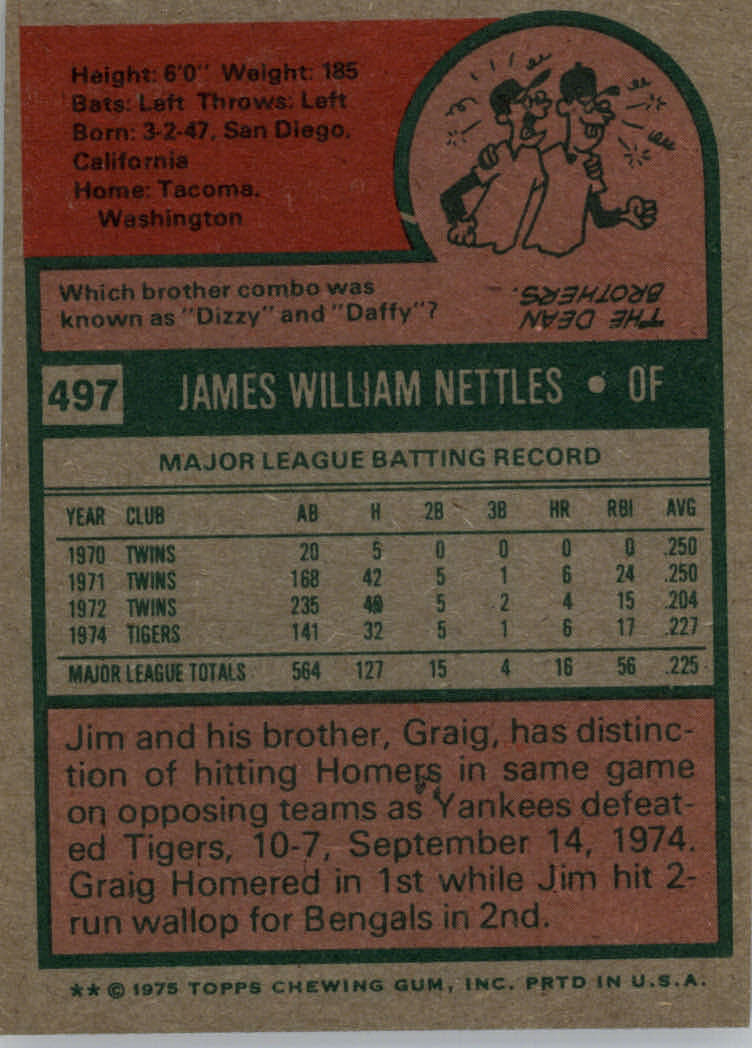 Height: 6'0" Weight: 185
Bats: Left Throws: Left
Born: 3-2-47, San Diego,
California
Home: Tacoma,
Washington
Which brother combo was
known as "Dizzy" and "Daffy"?
THE DEAN
BROTHERS.
497 JAMES WILLIAM NETTLES • OF
MAJOR LEAGUE BATTING RECORD
YEAR CLUB AB H 2B 3B HR RBI AVG
1970 TWINS 20 5 0 0 0 0 .250
1971 TWINS 168 42 5 1 6 24 .250
1972 TWINS 235 48 5 2 4 15 .204
1974 TIGERS 141 32 5 1 6 17 .227
MAJOR LEAGUE TOTALS 564 127 15 4 16 56 .225
Jim and his brother, Graig, has distinc-
tion of hitting Homers in same game
on opposing teams as Yankees defeat-
ed Tigers, 10-7, September 14, 1974.
Graig Homered in 1st while Jim hit 2-
run wallop for Bengals in 2nd.
** © 1975 TOPPS CHEWING GUM, INC. PRTD IN U.S.A.